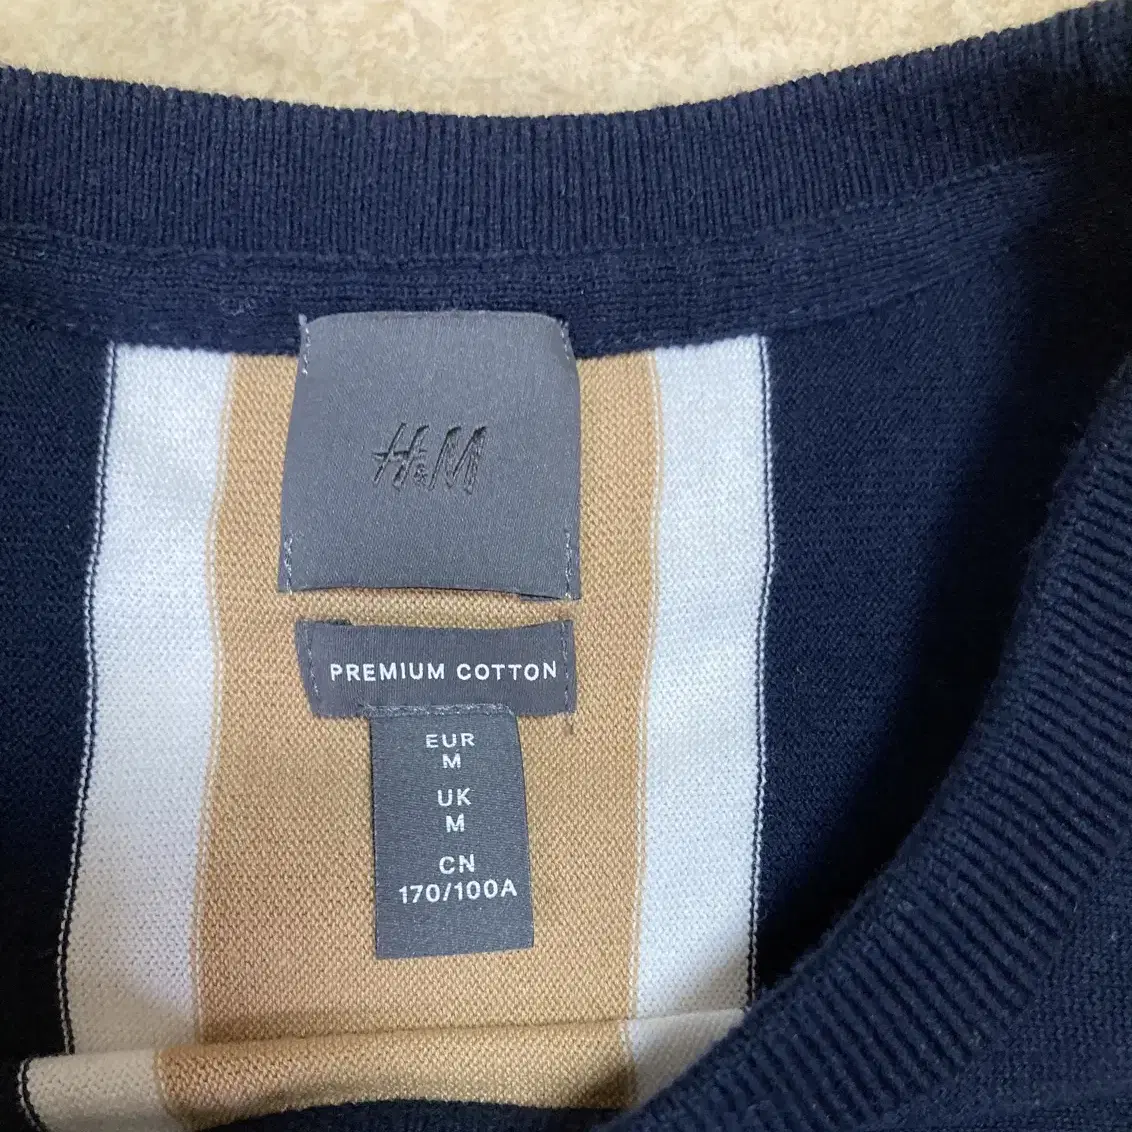 H&M
PREMIUM COTTON
EUR
M
UK
M
CN
170/100A